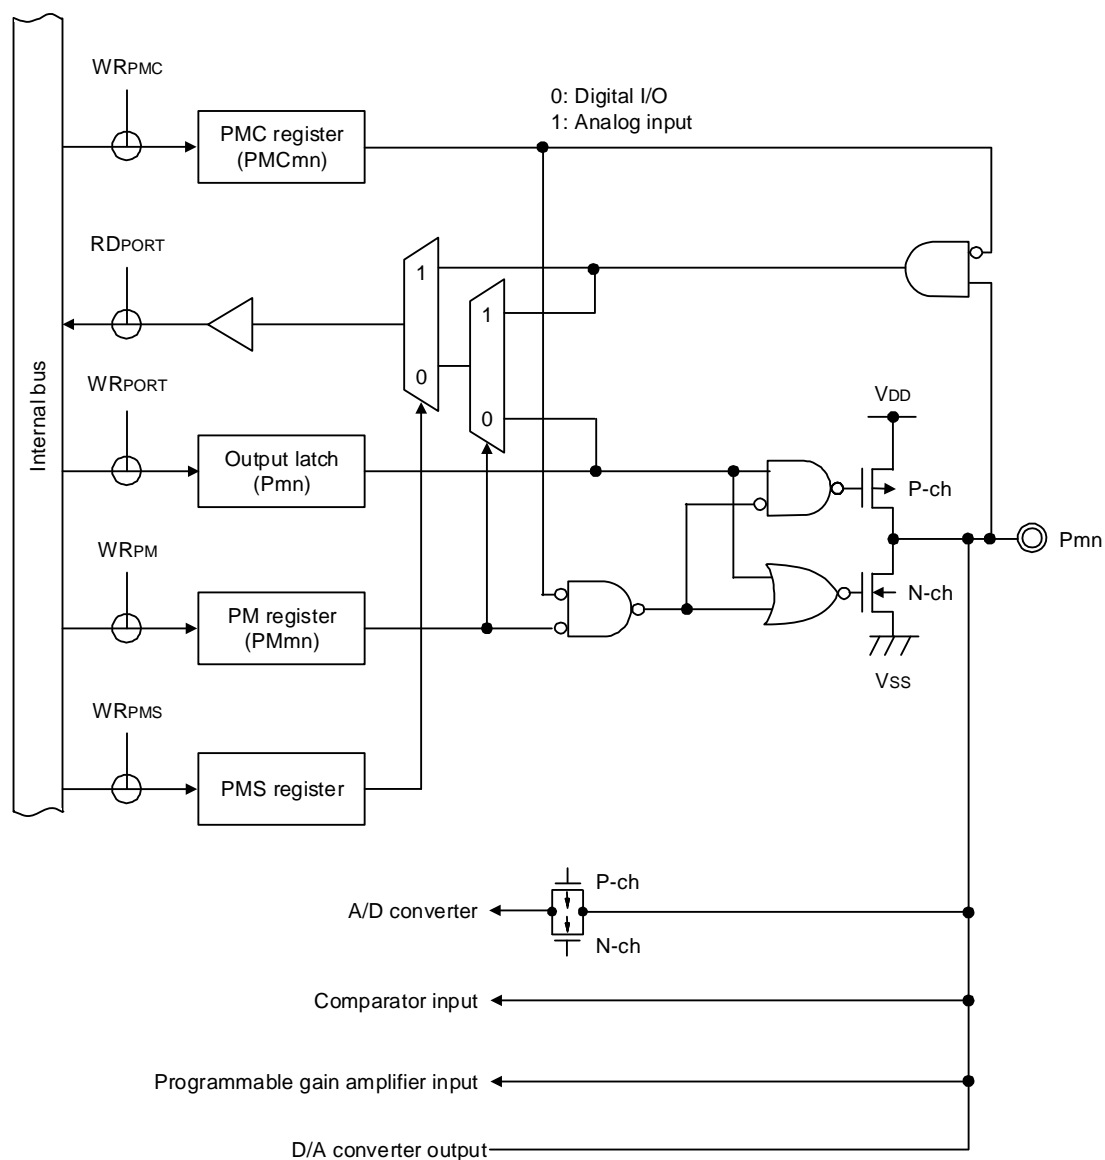 WRPMC
0: Digital I/O
1: Analog input
PMC register
(PMCmn)
RDPORT
1
1
0
0
Internal bus
WRPORT
VDD
Output latch
(Pmn)
P-ch
Pmn
WRPM
N-ch
PM register
(PMmn)
VSS
WRPMS
PMS register
P-ch
A/D converter
N-ch
Comparator input
Programmable gain amplifier input
D/A converter output